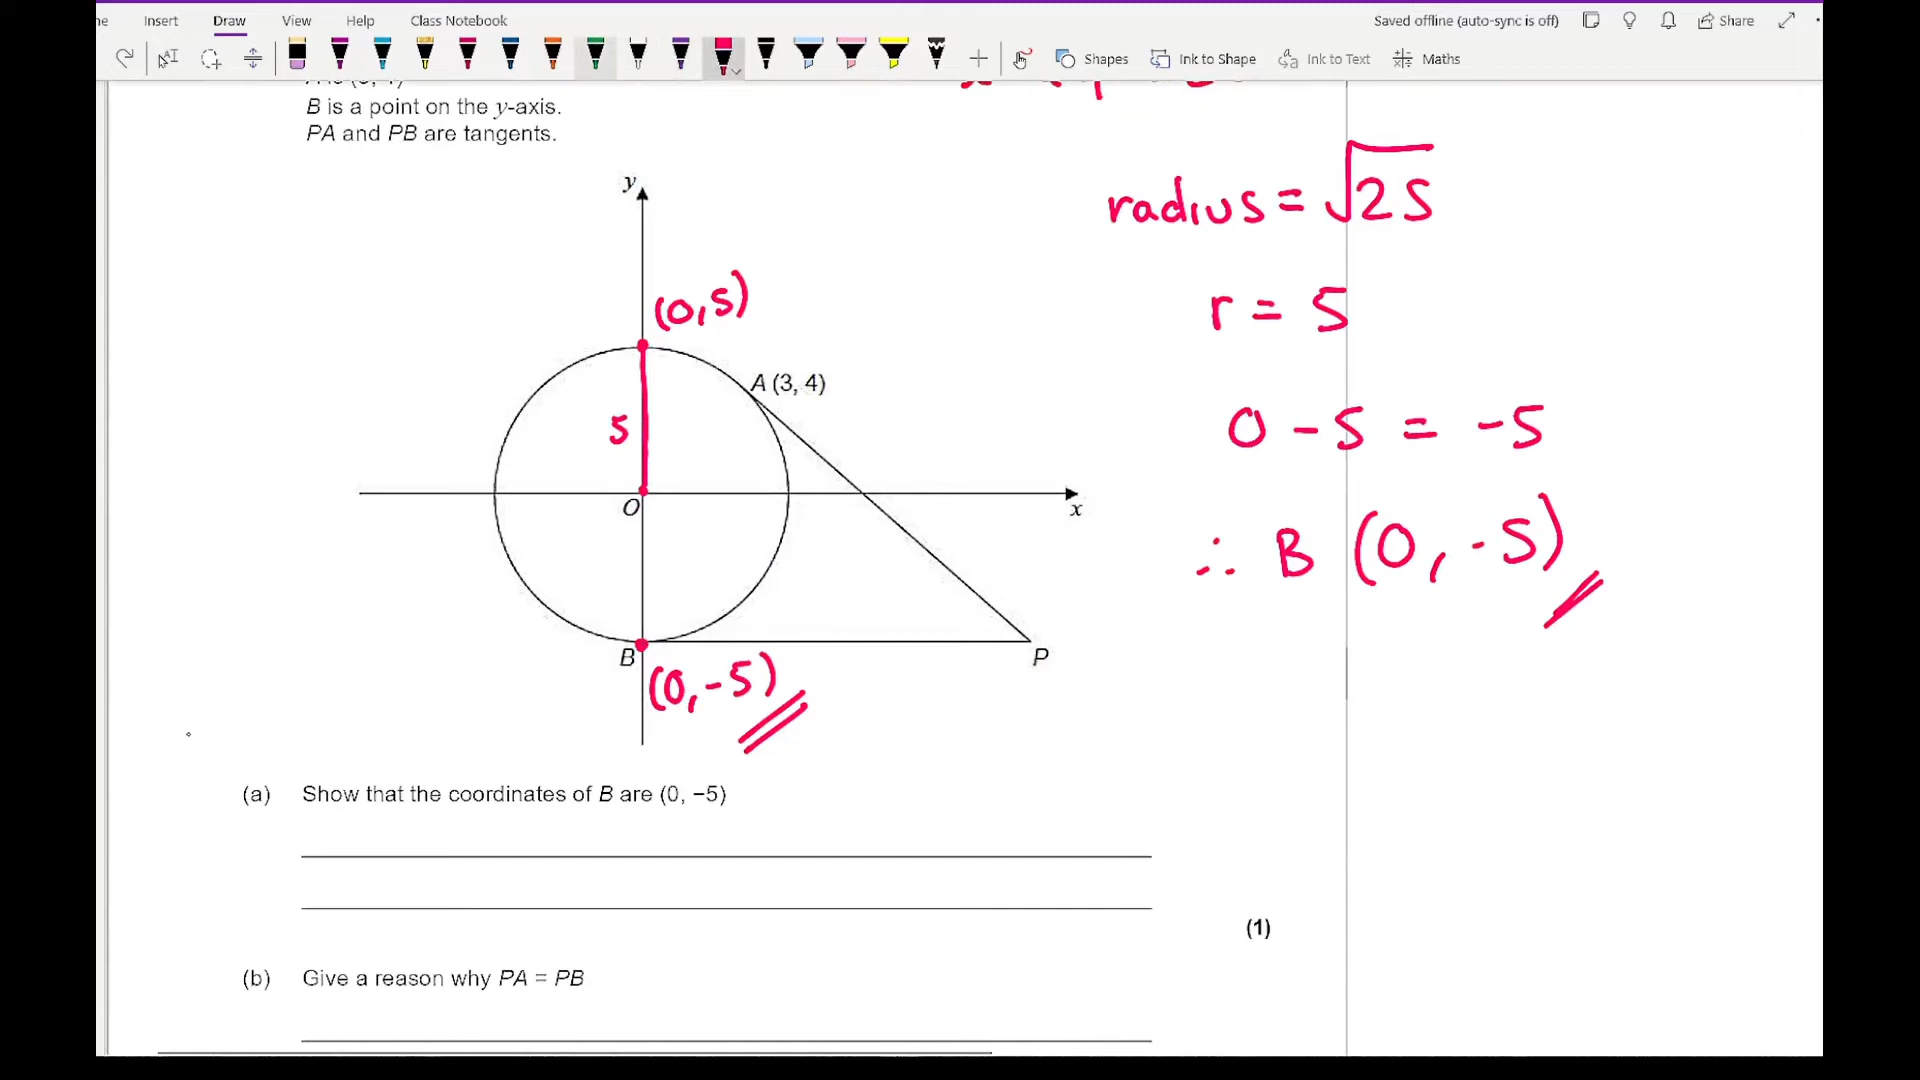 Insert Draw View Help Class Notebook Saved offline (auto-sync is off) Share
Shapes Ink to Shape Ink to Text Maths
B is a point on the y-axis.
PA and PB are tangents.
radius = √25
r = 5
0 - 5 = -5
∴ B (0, -5)
y
(0,5)
A (3, 4)
5
O
x
B
P
(0,-5)
(a) Show that the coordinates of B are (0, −5)
(1)
(b) Give a reason why PA = PB